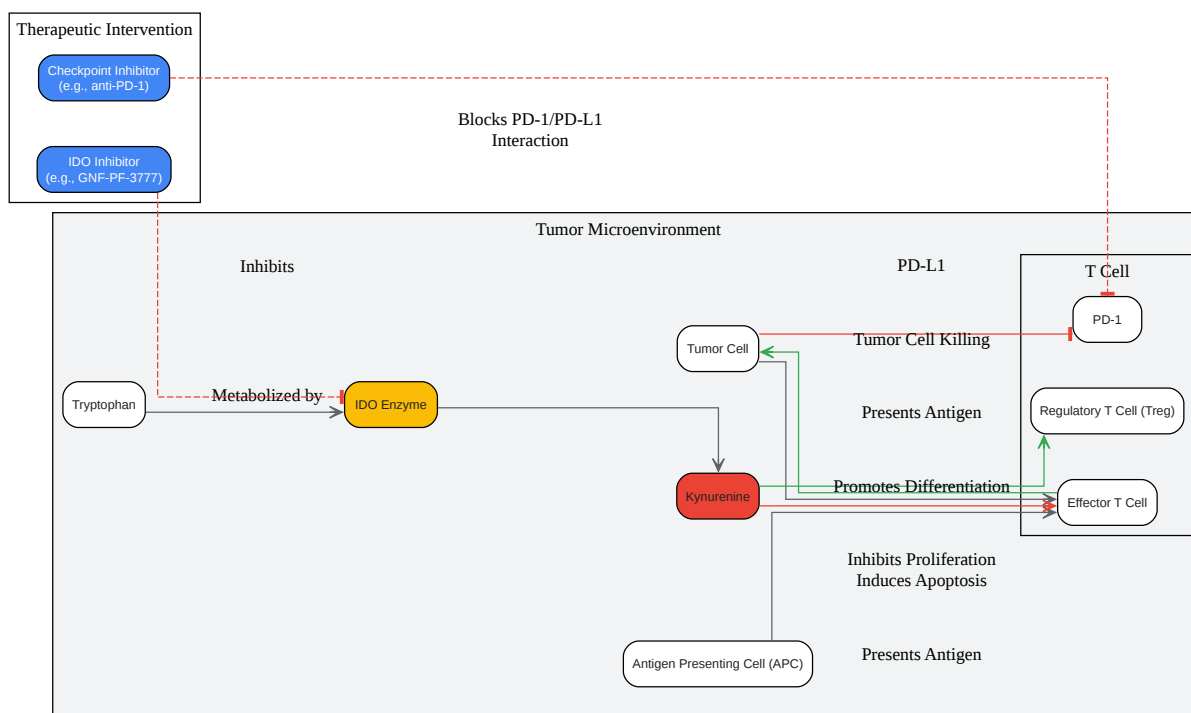 Therapeutic Intervention
Checkpoint Inhibitor
(e.g., anti-PD-1)
Blocks PD-1/PD-L1
Interaction
IDO Inhibitor
(e.g., GNF-PF-3777)
Tumor Microenvironment
Inhibits
PD-L1
T Cell
PD-1
Tumor Cell
Tumor Cell Killing
Tryptophan
Metabolized by
IDO Enzyme
Presents Antigen
Regulatory T Cell (Treg)
Kynurenine
Promotes Differentiation
Effector T Cell
Inhibits Proliferation
Induces Apoptosis
Antigen Presenting Cell (APC)
Presents Antigen